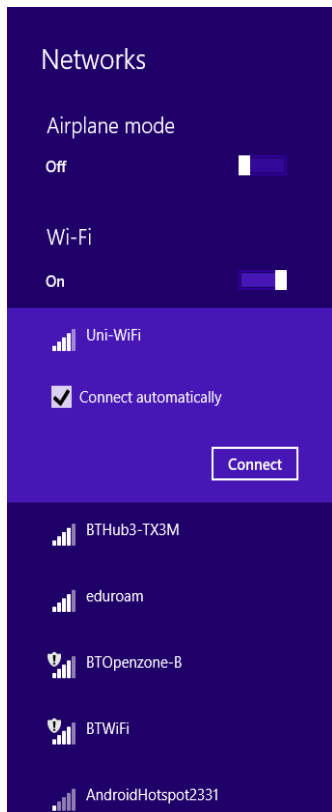 Networks
Airplane mode
Off
Wi-Fi
On
Uni-WiFi
Connect automatically
Connect
BTHub3-TX3M
eduroam
BTOpenzone-B
BTWiFi
AndroidHotspot2331